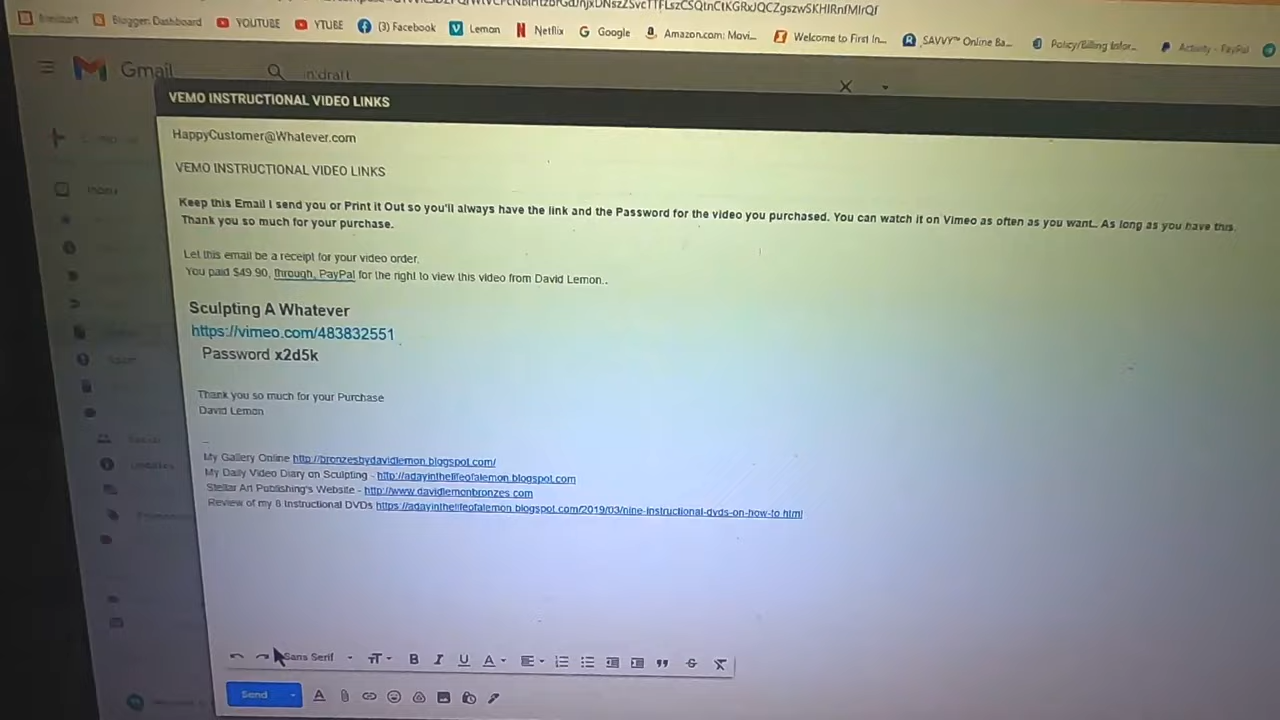 Blogger: Dashboard YOUTUBE YTUBE (3) Facebook Lemon Netflix Google Amazon.com: Movi... Welcome to First In... SAVVY™ Online Ba... Policy/Billing Infor... Activity - PayPal
Gmail in:draft
VEMO INSTRUCTIONAL VIDEO LINKS
HappyCustomer@Whatever.com
VEMO INSTRUCTIONAL VIDEO LINKS
Keep this Email I send you or Print it Out so you'll always have the link and the Password for the video you purchased. You can watch it on Vimeo as often as you want. As long as you have this.
Thank you so much for your purchase.
Let this email be a receipt for your video order.
You paid $49.90, through, PayPal for the right to view this video from David Lemon..
Sculpting A Whatever
https://vimeo.com/483832551
Password x2d5k
Thank you so much for your Purchase
David Lemon
--
My Gallery Online http://bronzesbydavidlemon.blogspot.com/
My Daily Video Diary on Sculpting - http://adayinthelifeofalemon.blogspot.com
Stellar Art Publishing's Website - http://www.davidlemonbronzes.com
Review of my 8 Instructional DVDs https://adayinthelifeofalemon.blogspot.com/2019/03/nine-instructional-dvds-on-how-to.html
Sans Serif
Send